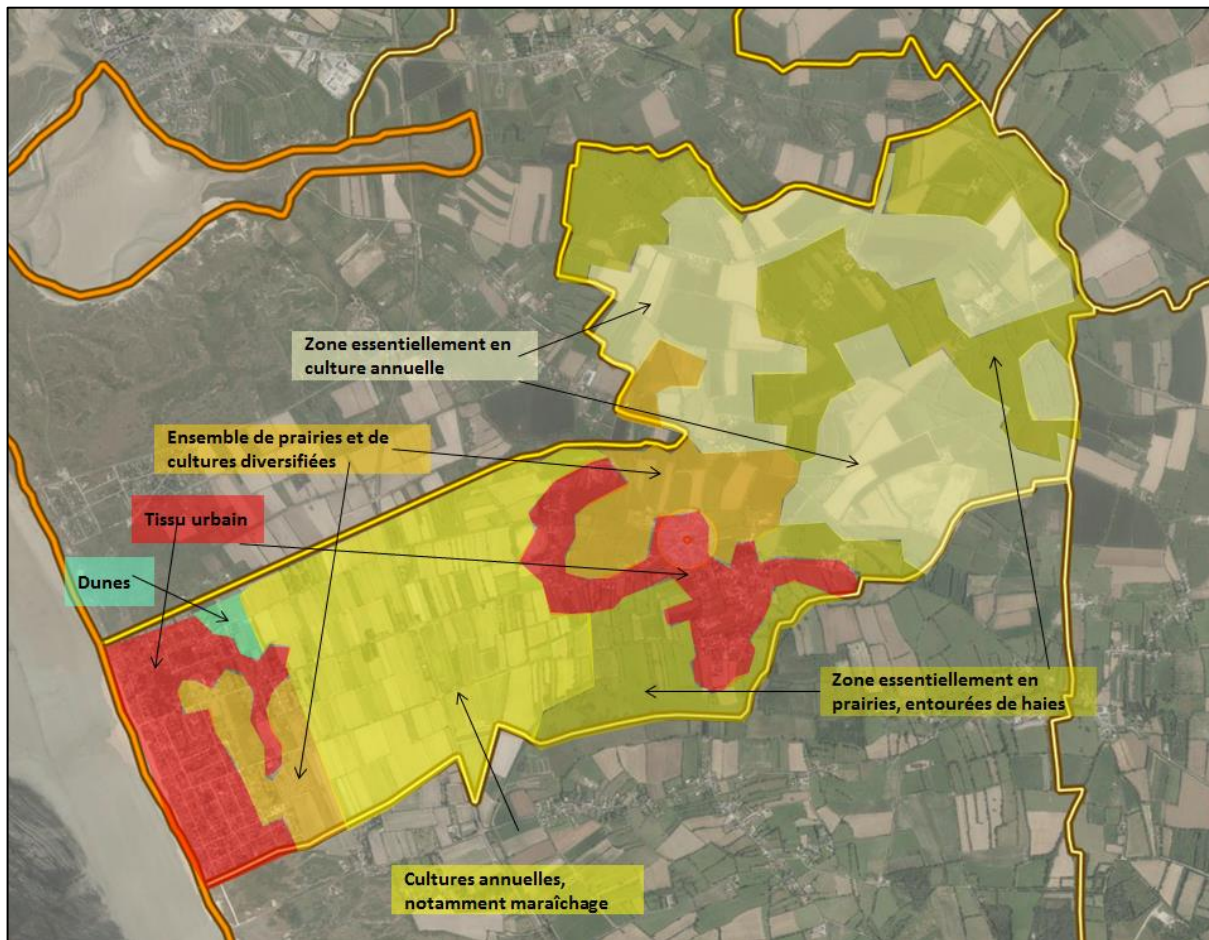 Zone essentiellement en
culture annuelle
Ensemble de prairies et de
cultures diversifiées
Tissu urbain
Dunes
Zone essentiellement en
prairies, entourées de haies
Cultures annuelles,
notamment maraîchage